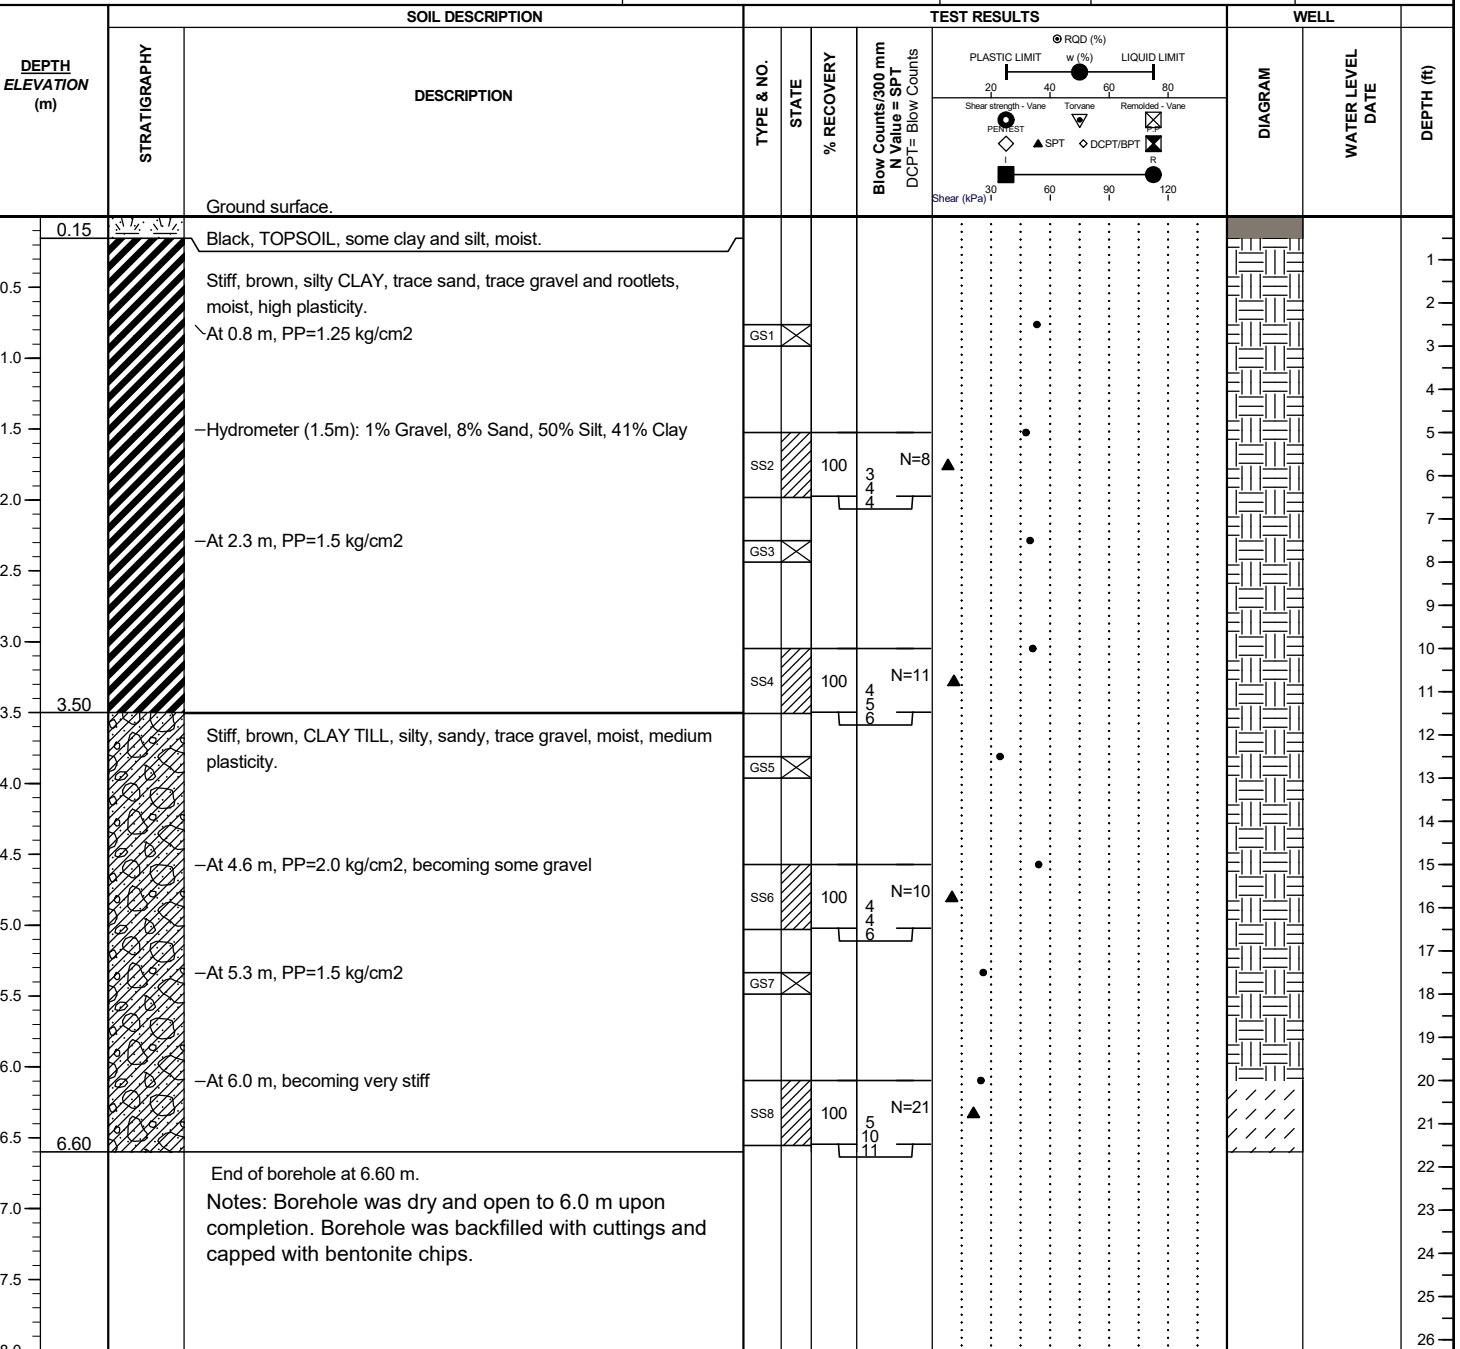 SOIL DESCRIPTION
TEST RESULTS
WELL
DEPTH
ELEVATION
(m)
STRATIGRAPHY
DESCRIPTION
TYPE & NO.
STATE
% RECOVERY
Blow Counts/300 mm
N Value = SPT
DCPT= Blow Counts
RQD (%)
PLASTIC LIMIT w (%) LIQUID LIMIT
20 40 60 80
Shear strength - Vane Torvane Remolded - Vane
PENTEST P.P
SPT DCPT/BPT
I R
Shear (kPa) 30 60 90 120
DIAGRAM
WATER LEVEL
DATE
DEPTH (ft)
Ground surface.
0.15
Black, TOPSOIL, some clay and silt, moist.
1
Stiff, brown, silty CLAY, trace sand, trace gravel and rootlets,
0.5
moist, high plasticity.
2
At 0.8 m, PP=1.25 kg/cm2
GS1
3
1.0
4
1.5
Hydrometer (1.5m): 1% Gravel, 8% Sand, 50% Silt, 41% Clay
5
SS2 100 N=8
3
4
4
6
2.0
7
At 2.3 m, PP=1.5 kg/cm2
GS3
8
2.5
9
3.0
10
SS4 100 N=11
4
5
6
11
3.50
3.5
Stiff, brown, CLAY TILL, silty, sandy, trace gravel, moist, medium
12
plasticity.
GS5
13
4.0
14
4.5
At 4.6 m, PP=2.0 kg/cm2, becoming some gravel
15
SS6 100 N=10
4
4
6
16
5.0
17
At 5.3 m, PP=1.5 kg/cm2
GS7
18
5.5
19
6.0
At 6.0 m, becoming very stiff
20
SS8 100 N=21
5
10
11
21
6.5
6.60
22
End of borehole at 6.60 m.
Notes: Borehole was dry and open to 6.0 m upon
7.0
23
completion. Borehole was backfilled with cuttings and
capped with bentonite chips.
24
7.5
25
26